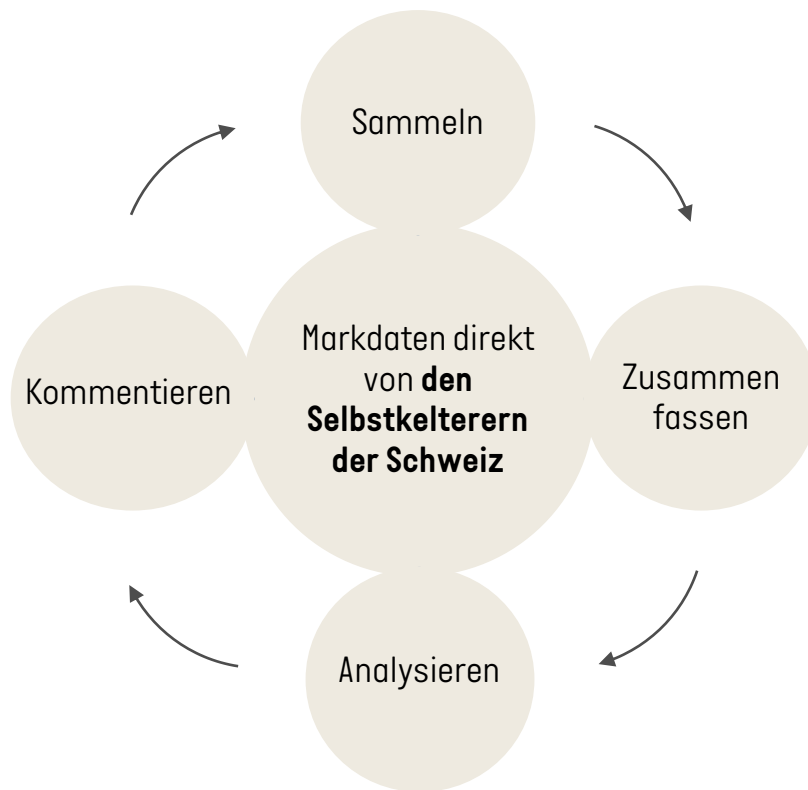 Sammeln
Markdaten direkt
von den
Selbstkelterern
der Schweiz
Kommentieren
Zusammen
fassen
Analysieren